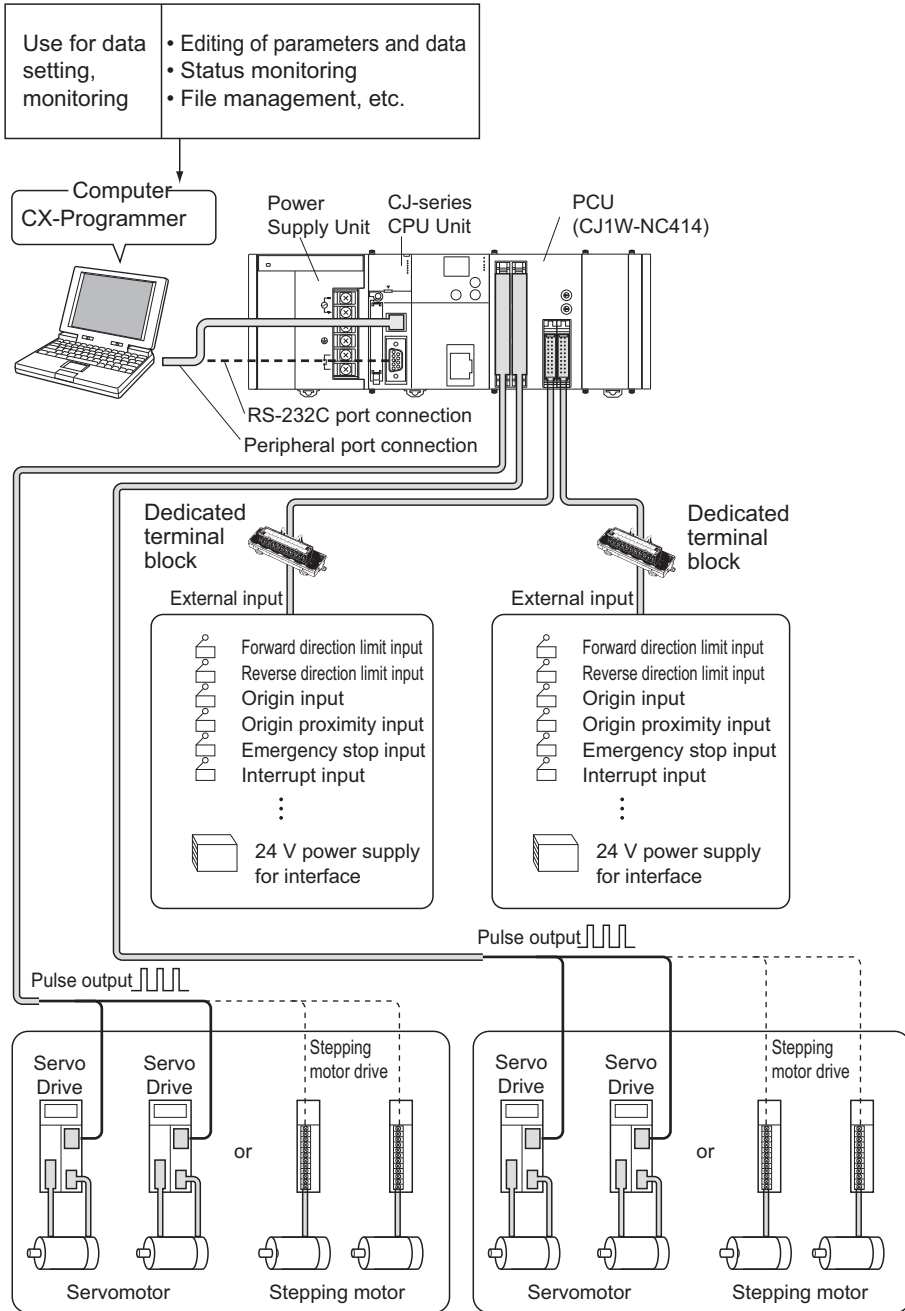 Use for data
setting,
monitoring
• Editing of parameters and data
• Status monitoring
• File management, etc.
Computer
CX-Programmer
Power
Supply Unit
CJ-series
CPU Unit
PCU
(CJ1W-NC414)
RS-232C port connection
Peripheral port connection
Dedicated
terminal
block
Dedicated
terminal
block
External input
Forward direction limit input
Reverse direction limit input
Origin input
Origin proximity input
Emergency stop input
Interrupt input
24 V power supply
for interface
External input
Forward direction limit input
Reverse direction limit input
Origin input
Origin proximity input
Emergency stop input
Interrupt input
24 V power supply
for interface
Pulse output
Pulse output
Servo
Drive
Servo
Drive
or
Stepping
motor drive
Servomotor
Stepping motor
Servo
Drive
Servo
Drive
or
Stepping
motor drive
Servomotor
Stepping motor